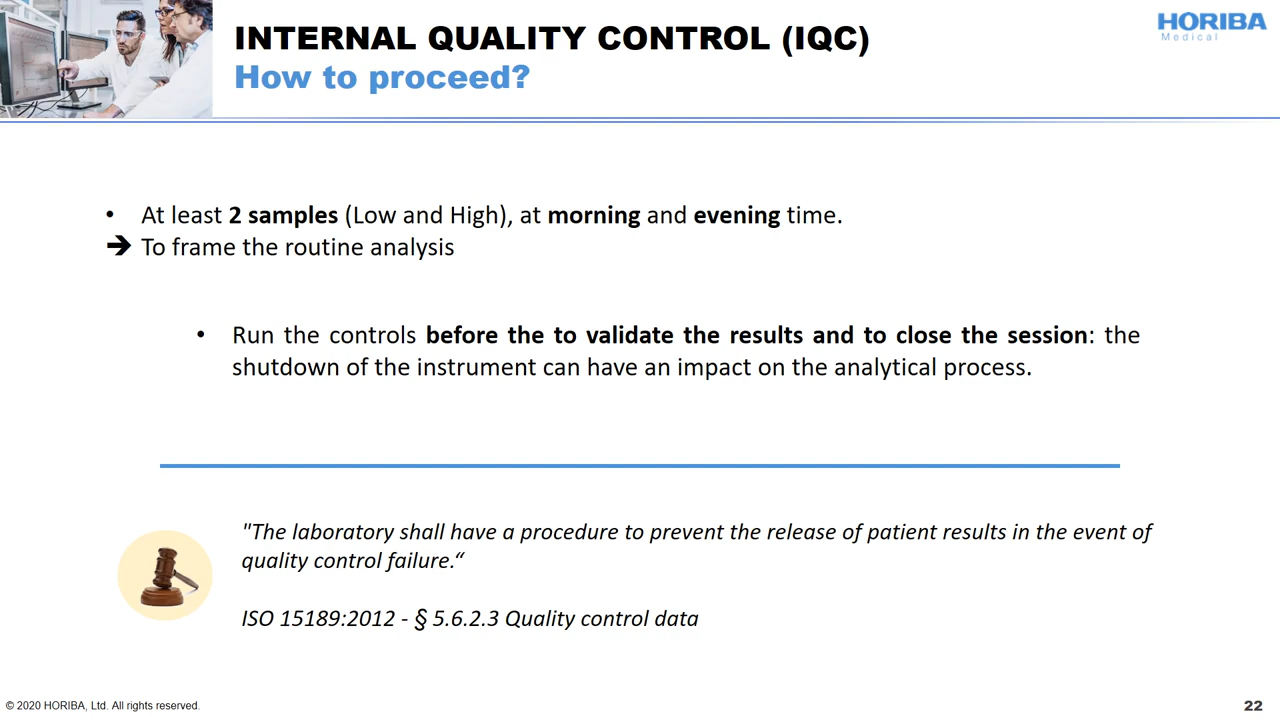 INTERNAL QUALITY CONTROL (IQC)
How to proceed?
HORIBA
Medical
• At least 2 samples (Low and High), at morning and evening time.
➔ To frame the routine analysis
• Run the controls before the to validate the results and to close the session: the
shutdown of the instrument can have an impact on the analytical process.
"The laboratory shall have a procedure to prevent the release of patient results in the event of
quality control failure.“
ISO 15189:2012 - § 5.6.2.3 Quality control data
© 2020 HORIBA, Ltd. All rights reserved.
22